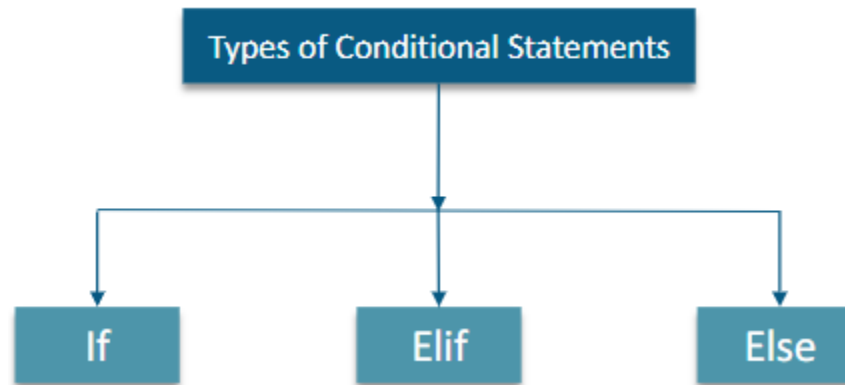 Types of Conditional Statements
If
Elif
Else